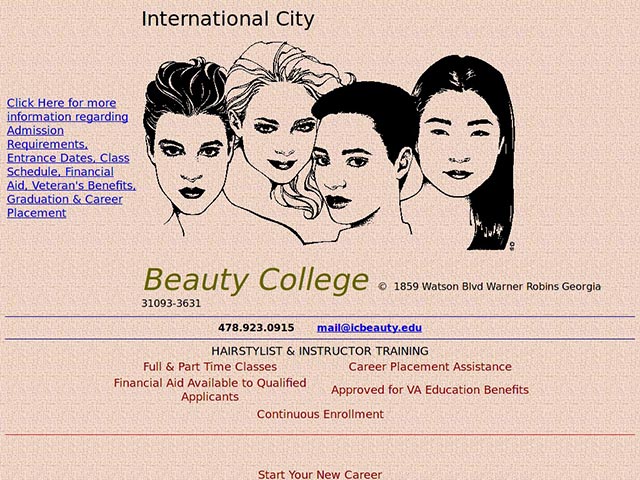 International City
Click Here for more
information regarding
Admission
Requirements,
Entrance Dates, Class
Schedule, Financial
Aid, Veteran's Benefits,
Graduation & Career
Placement
Beauty College © 1859 Watson Blvd Warner Robins Georgia
31093-3631
478.923.0915 mail@icbeauty.edu
HAIRSTYLIST & INSTRUCTOR TRAINING
Full & Part Time Classes Career Placement Assistance
Financial Aid Available to Qualified
Applicants
Approved for VA Education Benefits
Continuous Enrollment
Start Your New Career